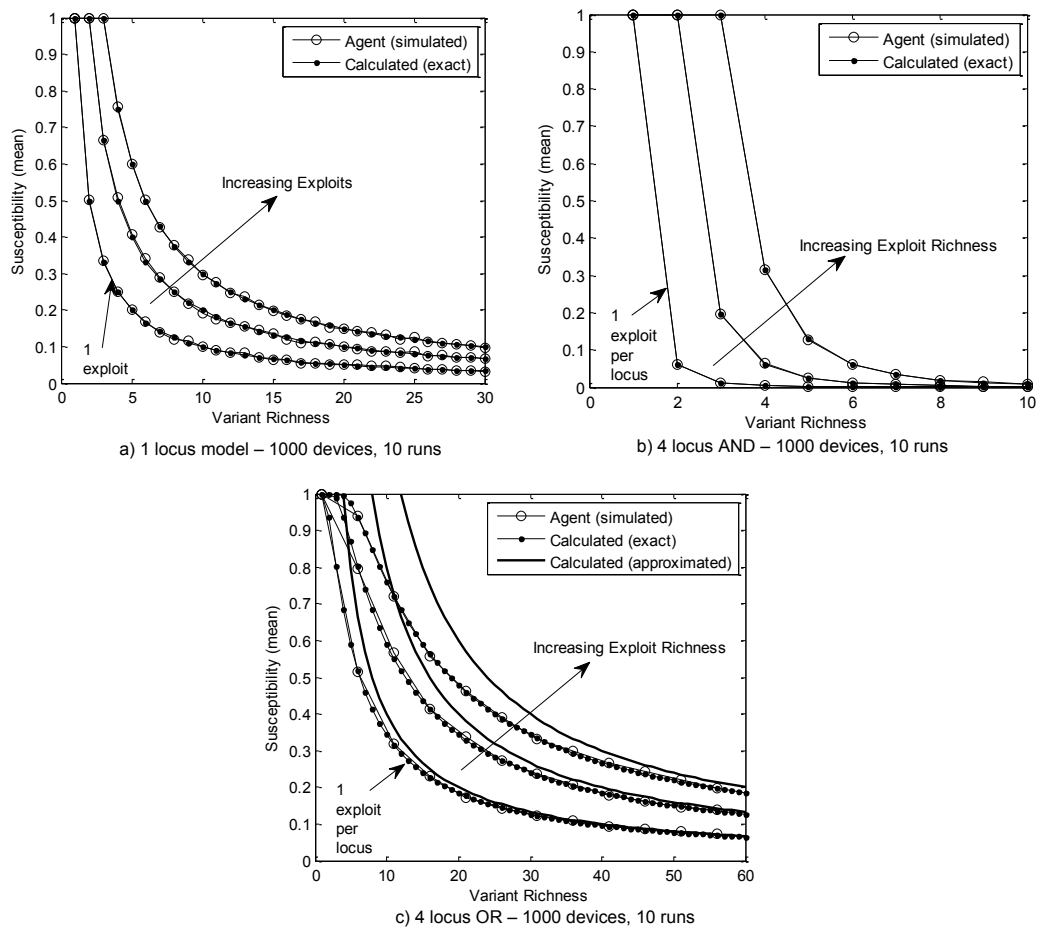 1
0.9
0.8
0.7
0.6
0.5
0.4
0.3
0.2
0.1
0
Susceptibility (mean)
Agent (simulated)
Calculated (exact)
Increasing Exploits
1
exploit
0 5 10 15 20 25 30
Variant Richness
a) 1 locus model – 1000 devices, 10 runs
1
0.9
0.8
0.7
0.6
0.5
0.4
0.3
0.2
0.1
0
Susceptibility (mean)
Agent (simulated)
Calculated (exact)
Increasing Exploit Richness
1
exploit
per
locus
0 2 4 6 8 10
Variant Richness
b) 4 locus AND – 1000 devices, 10 runs
1
0.9
0.8
0.7
0.6
0.5
0.4
0.3
0.2
0.1
0
Susceptibility (mean)
Agent (simulated)
Calculated (exact)
Calculated (approximated)
Increasing Exploit Richness
1
exploit
per
locus
0 10 20 30 40 50 60
Variant Richness
c) 4 locus OR – 1000 devices, 10 runs